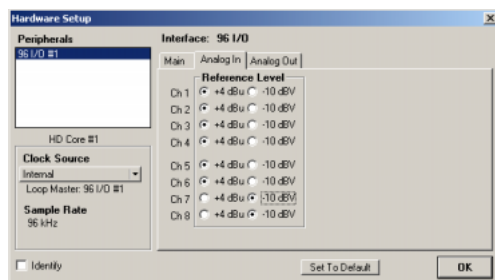 Hardware Setup
Peripherals
96 I/O #1
HD Core #1
Clock Source
Internal
Loop Master: 96 I/O #1
Sample Rate
96 kHz
Identify
Interface: 96 I/O
Main Analog In Analog Out
Reference Level
Ch 1 +4 dBu -10 dBV
Ch 2 +4 dBu -10 dBV
Ch 3 +4 dBu -10 dBV
Ch 4 +4 dBu -10 dBV
Ch 5 +4 dBu -10 dBV
Ch 6 +4 dBu -10 dBV
Ch 7 +4 dBu -10 dBV
Ch 8 +4 dBu -10 dBV
Set To Default
OK